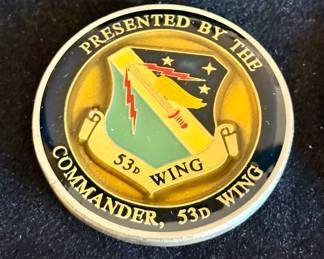 PRESENTED BY THE
53D WING
COMMANDER, 53D WING